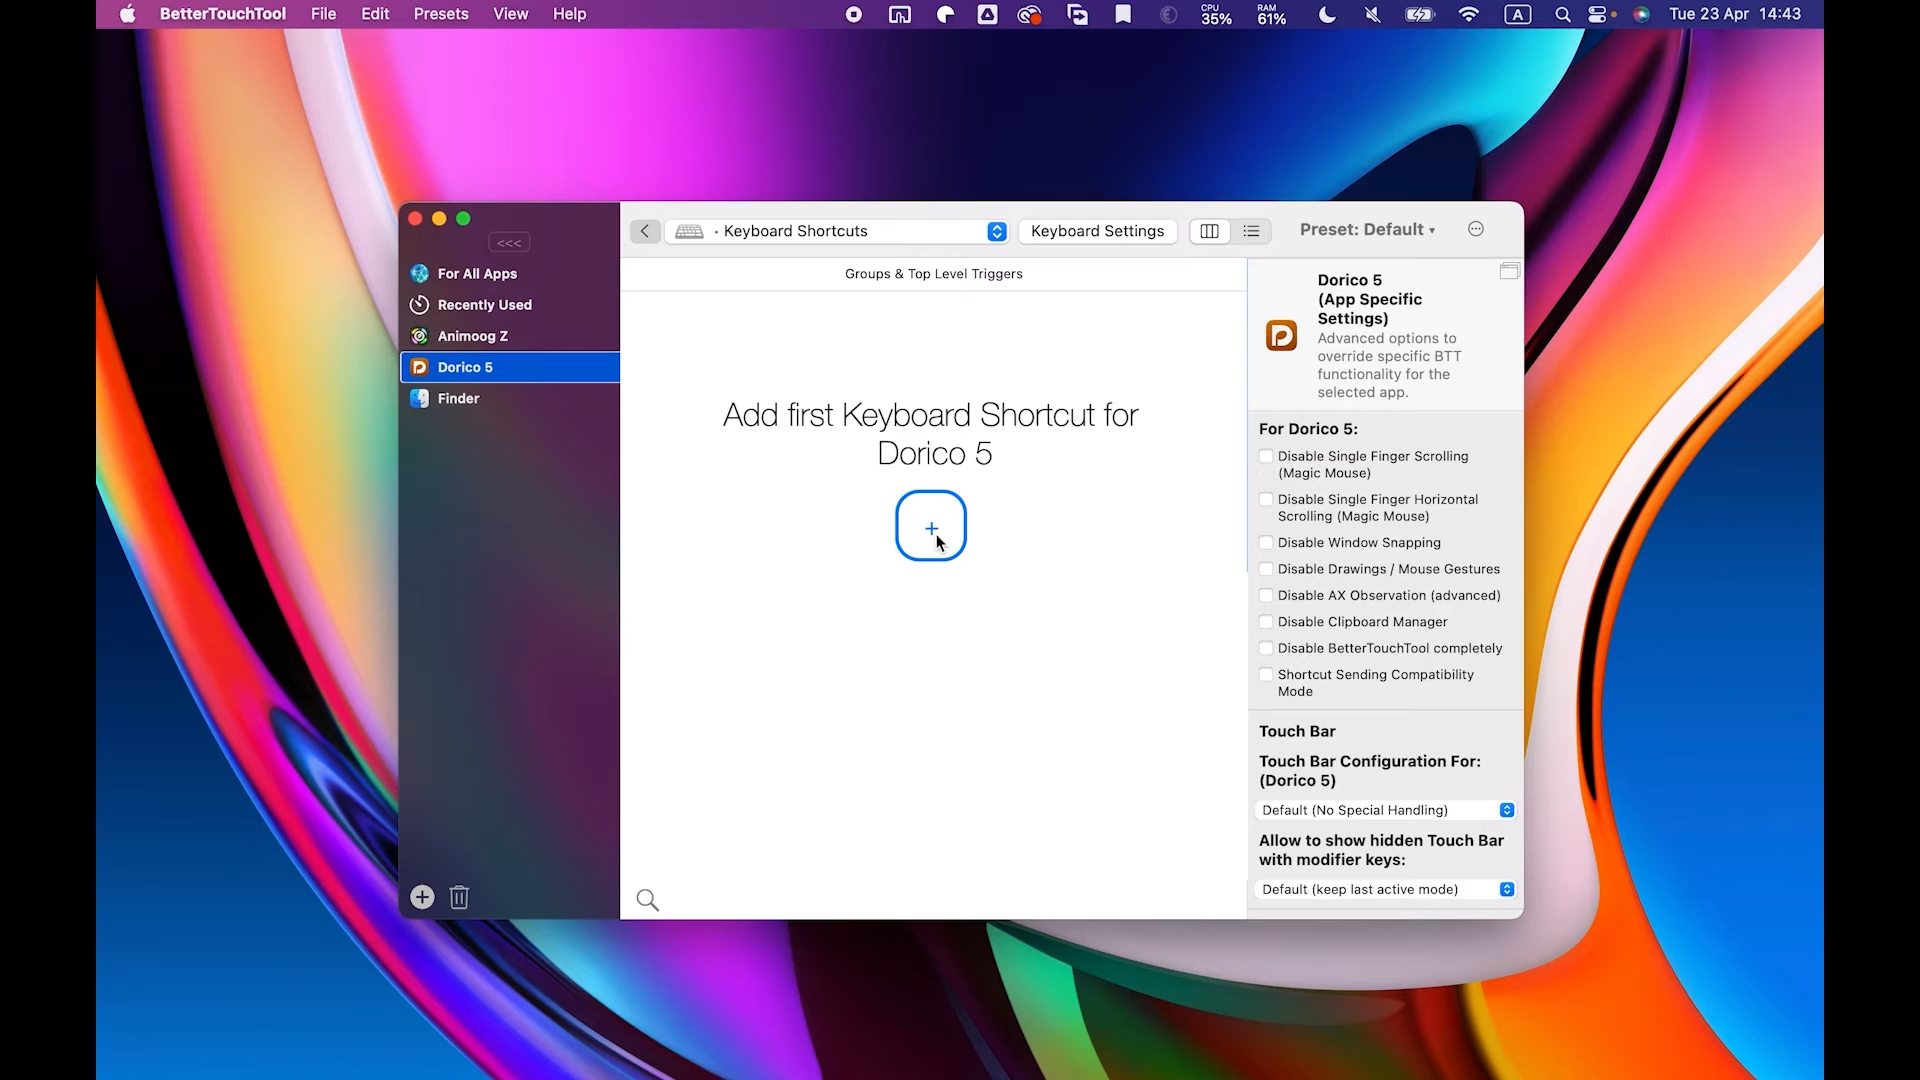 BetterTouchTool File Edit Presets View Help CPU 35% RAM 61% A Tue 23 Apr 14:43
<<<
For All Apps
Recently Used
Animoog Z
Dorico 5
Finder
Keyboard Shortcuts
Keyboard Settings
Preset: Default
Groups & Top Level Triggers
Add first Keyboard Shortcut for
Dorico 5
+
Dorico 5
(App Specific
Settings)
Advanced options to
override specific BTT
functionality for the
selected app.
For Dorico 5:
Disable Single Finger Scrolling
(Magic Mouse)
Disable Single Finger Horizontal
Scrolling (Magic Mouse)
Disable Window Snapping
Disable Drawings / Mouse Gestures
Disable AX Observation (advanced)
Disable Clipboard Manager
Disable BetterTouchTool completely
Shortcut Sending Compatibility
Mode
Touch Bar
Touch Bar Configuration For:
(Dorico 5)
Default (No Special Handling)
Allow to show hidden Touch Bar
with modifier keys:
Default (keep last active mode)